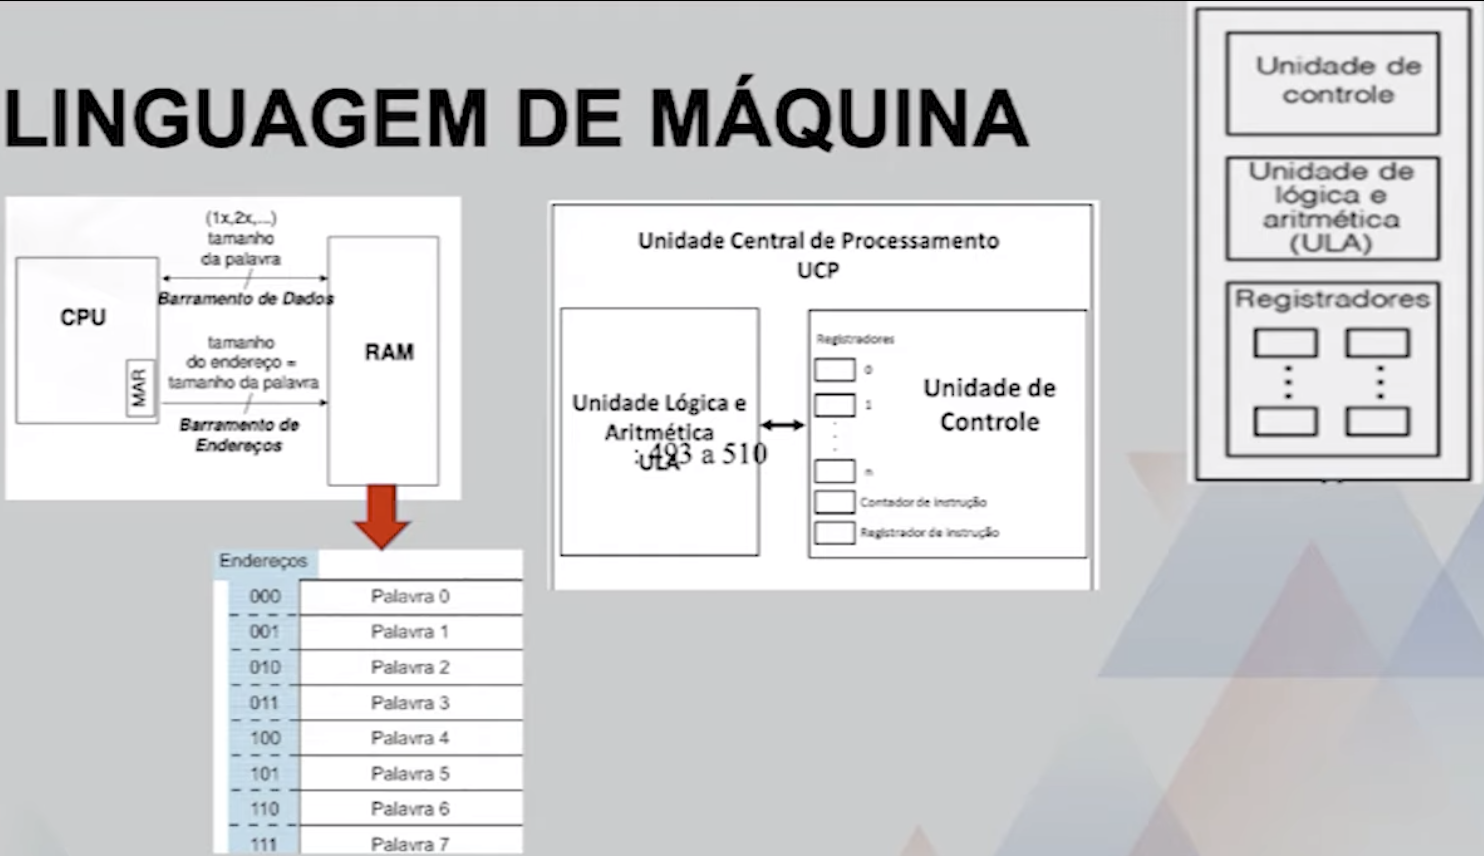 LINGUAGEM DE MÁQUINA
(1x,2x,...)
tamanho
da palavra
Barramento de Dados
CPU
MAR
tamanho
do endereço =
tamanho da palavra
Barramento de
Endereços
RAM
Endereços
000 Palavra 0
001 Palavra 1
010 Palavra 2
011 Palavra 3
100 Palavra 4
101 Palavra 5
110 Palavra 6
111 Palavra 7
Unidade Central de Processamento
UCP
Unidade Lógica e
Aritmética
ULA
: 493 a 510
Registradores
0
1
n
Contador de instrução
Registrador de instrução
Unidade de
Controle
Unidade de
controle
Unidade de
lógica e
aritmética
(ULA)
Registradores